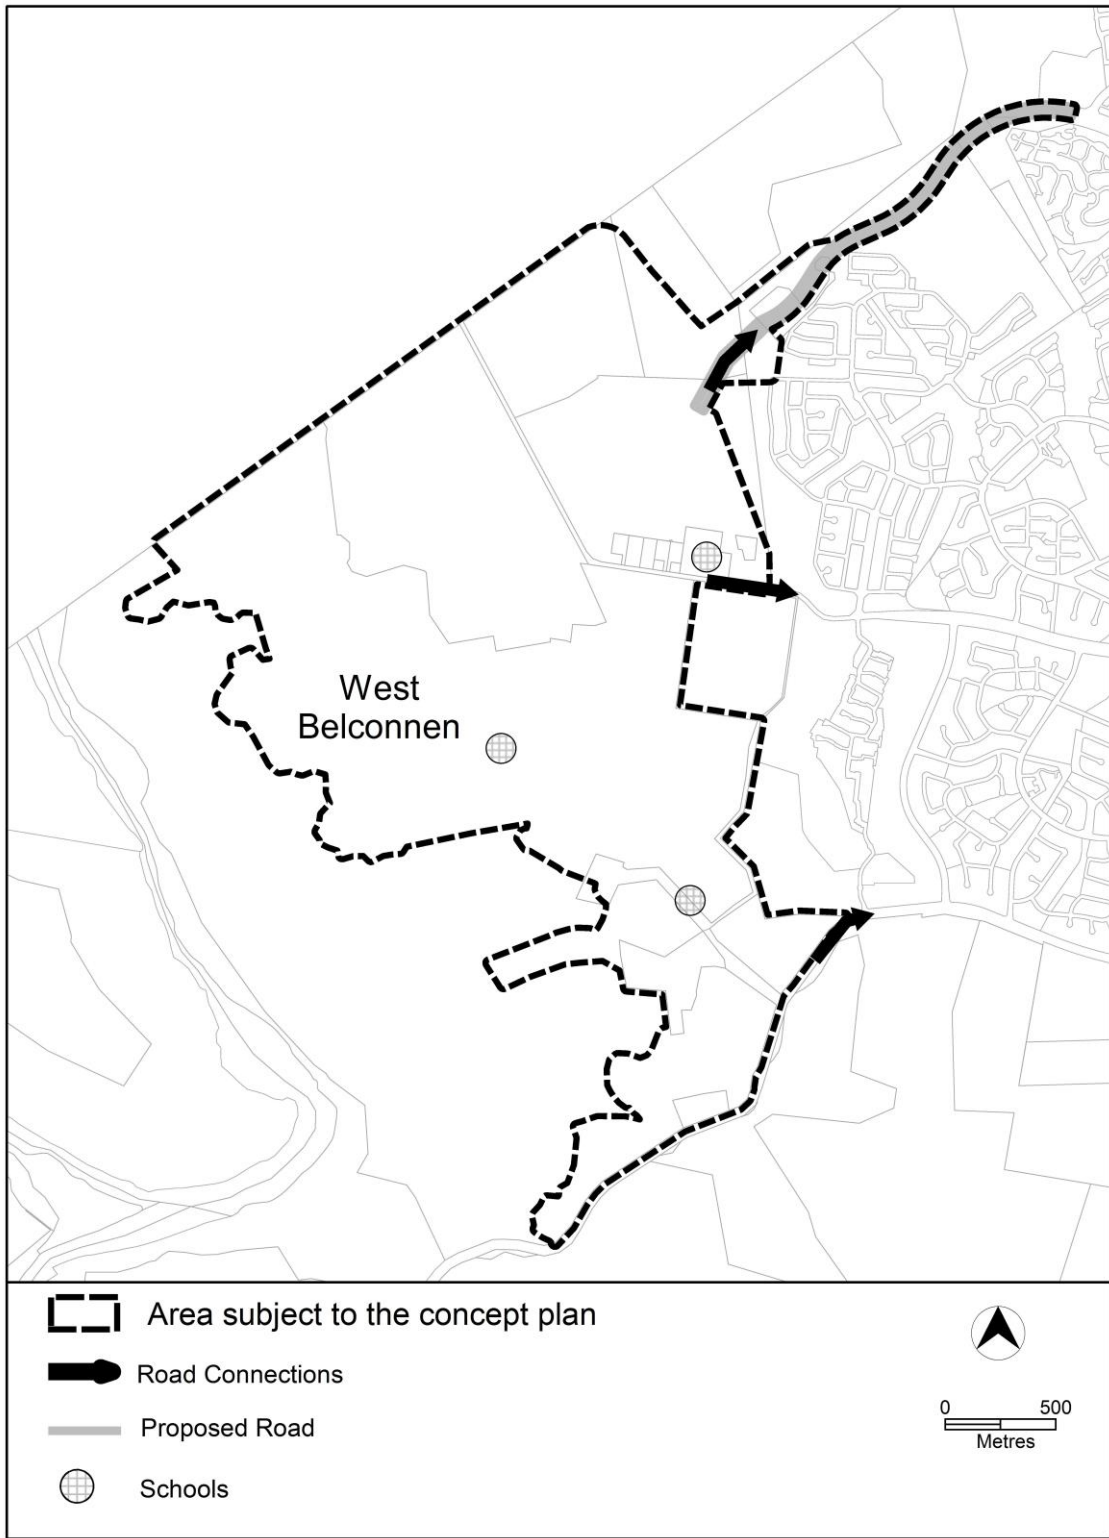 West
Belconnen
Area subject to the concept plan
Road Connections
Proposed Road
Schools
0 500
Metres